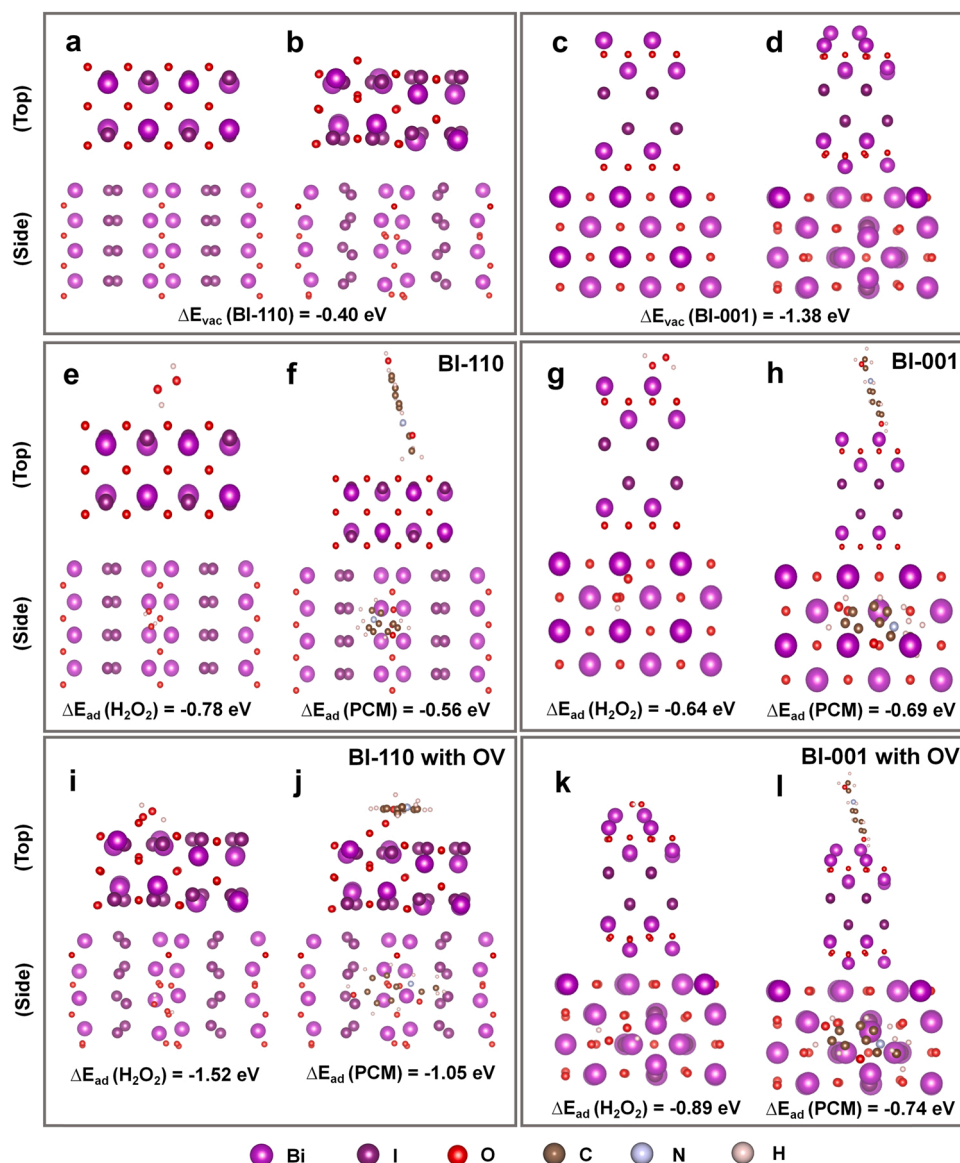 a b c d
(Top)
(Side)
ΔEvac (BI-110) = -0.40 eV
ΔEvac (BI-001) = -1.38 eV
e f BI-110 g h BI-001
(Top)
(Side)
ΔEad (H₂O₂) = -0.78 eV
ΔEad (PCM) = -0.56 eV
ΔEad (H₂O₂) = -0.64 eV
ΔEad (PCM) = -0.69 eV
BI-110 with OV
BI-001 with OV
i j k l
(Top)
(Side)
ΔEad (H₂O₂) = -1.52 eV
ΔEad (PCM) = -1.05 eV
ΔEad (H₂O₂) = -0.89 eV
ΔEad (PCM) = -0.74 eV
Bi I O C N H